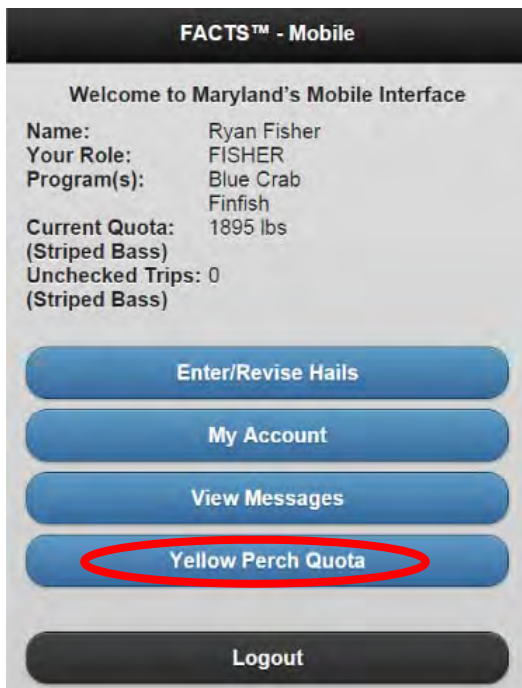 FACTS™ - Mobile
Welcome to Maryland's Mobile Interface
Name: Ryan Fisher
Your Role: FISHER
Program(s): Blue Crab
Finfish
Current Quota: 1895 lbs
(Striped Bass)
Unchecked Trips: 0
(Striped Bass)
Enter/Revise Hails
My Account
View Messages
Yellow Perch Quota
Logout